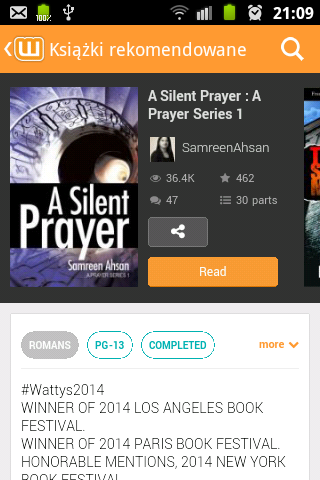 100%
21:09
W Książki rekomendowane
A Silent
Prayer
Samreen Ahsan
A PRAYER SERIES 1
A Silent Prayer : A
Prayer Series 1
SamreenAhsan
36.4K
462
47
30 parts
Read
ROMANS
PG-13
COMPLETED
more
#Wattys2014
WINNER OF 2014 LOS ANGELES BOOK
FESTIVAL.
WINNER OF 2014 PARIS BOOK FESTIVAL.
HONORABLE MENTIONS, 2014 NEW YORK
BOOK FESTIVAL